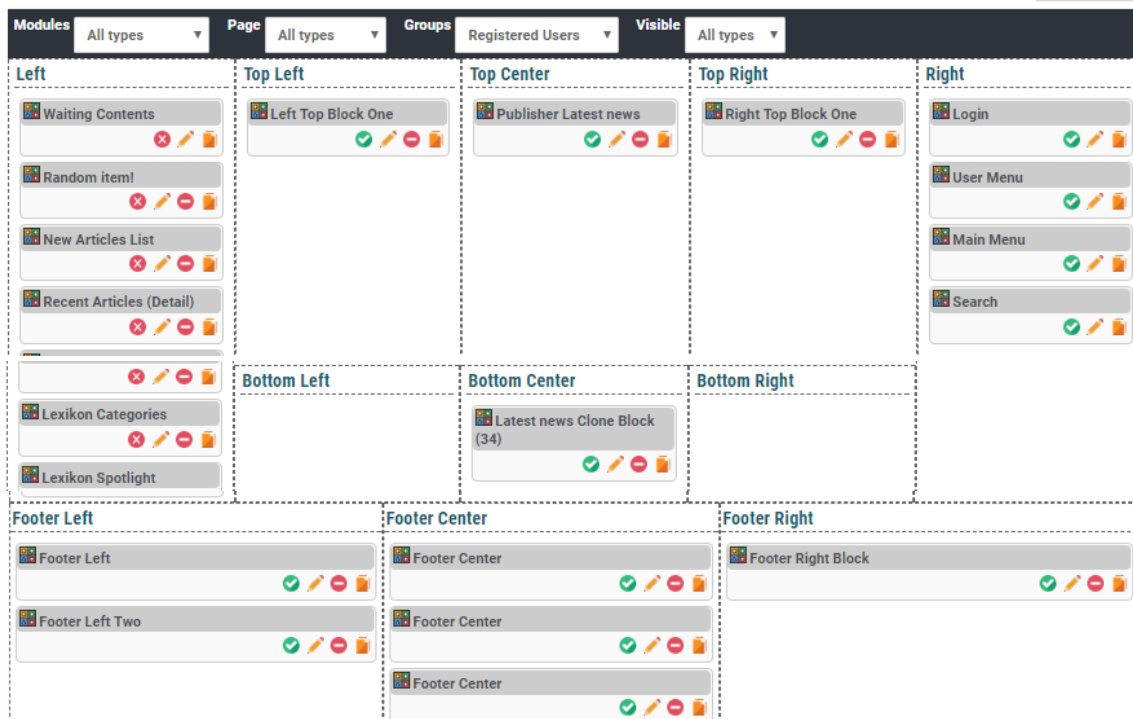 Modules All types Page All types Groups Registered Users Visible All types
Left
Waiting Contents
Random item!
New Articles List
Recent Articles (Detail)
Lexikon Categories
Lexikon Spotlight
Top Left
Left Top Block One
Top Center
Publisher Latest news
Top Right
Right Top Block One
Right
Login
User Menu
Main Menu
Search
Bottom Left
Bottom Center
Latest news Clone Block
(34)
Bottom Right
Footer Left
Footer Left
Footer Left Two
Footer Center
Footer Center
Footer Center
Footer Center
Footer Right
Footer Right Block